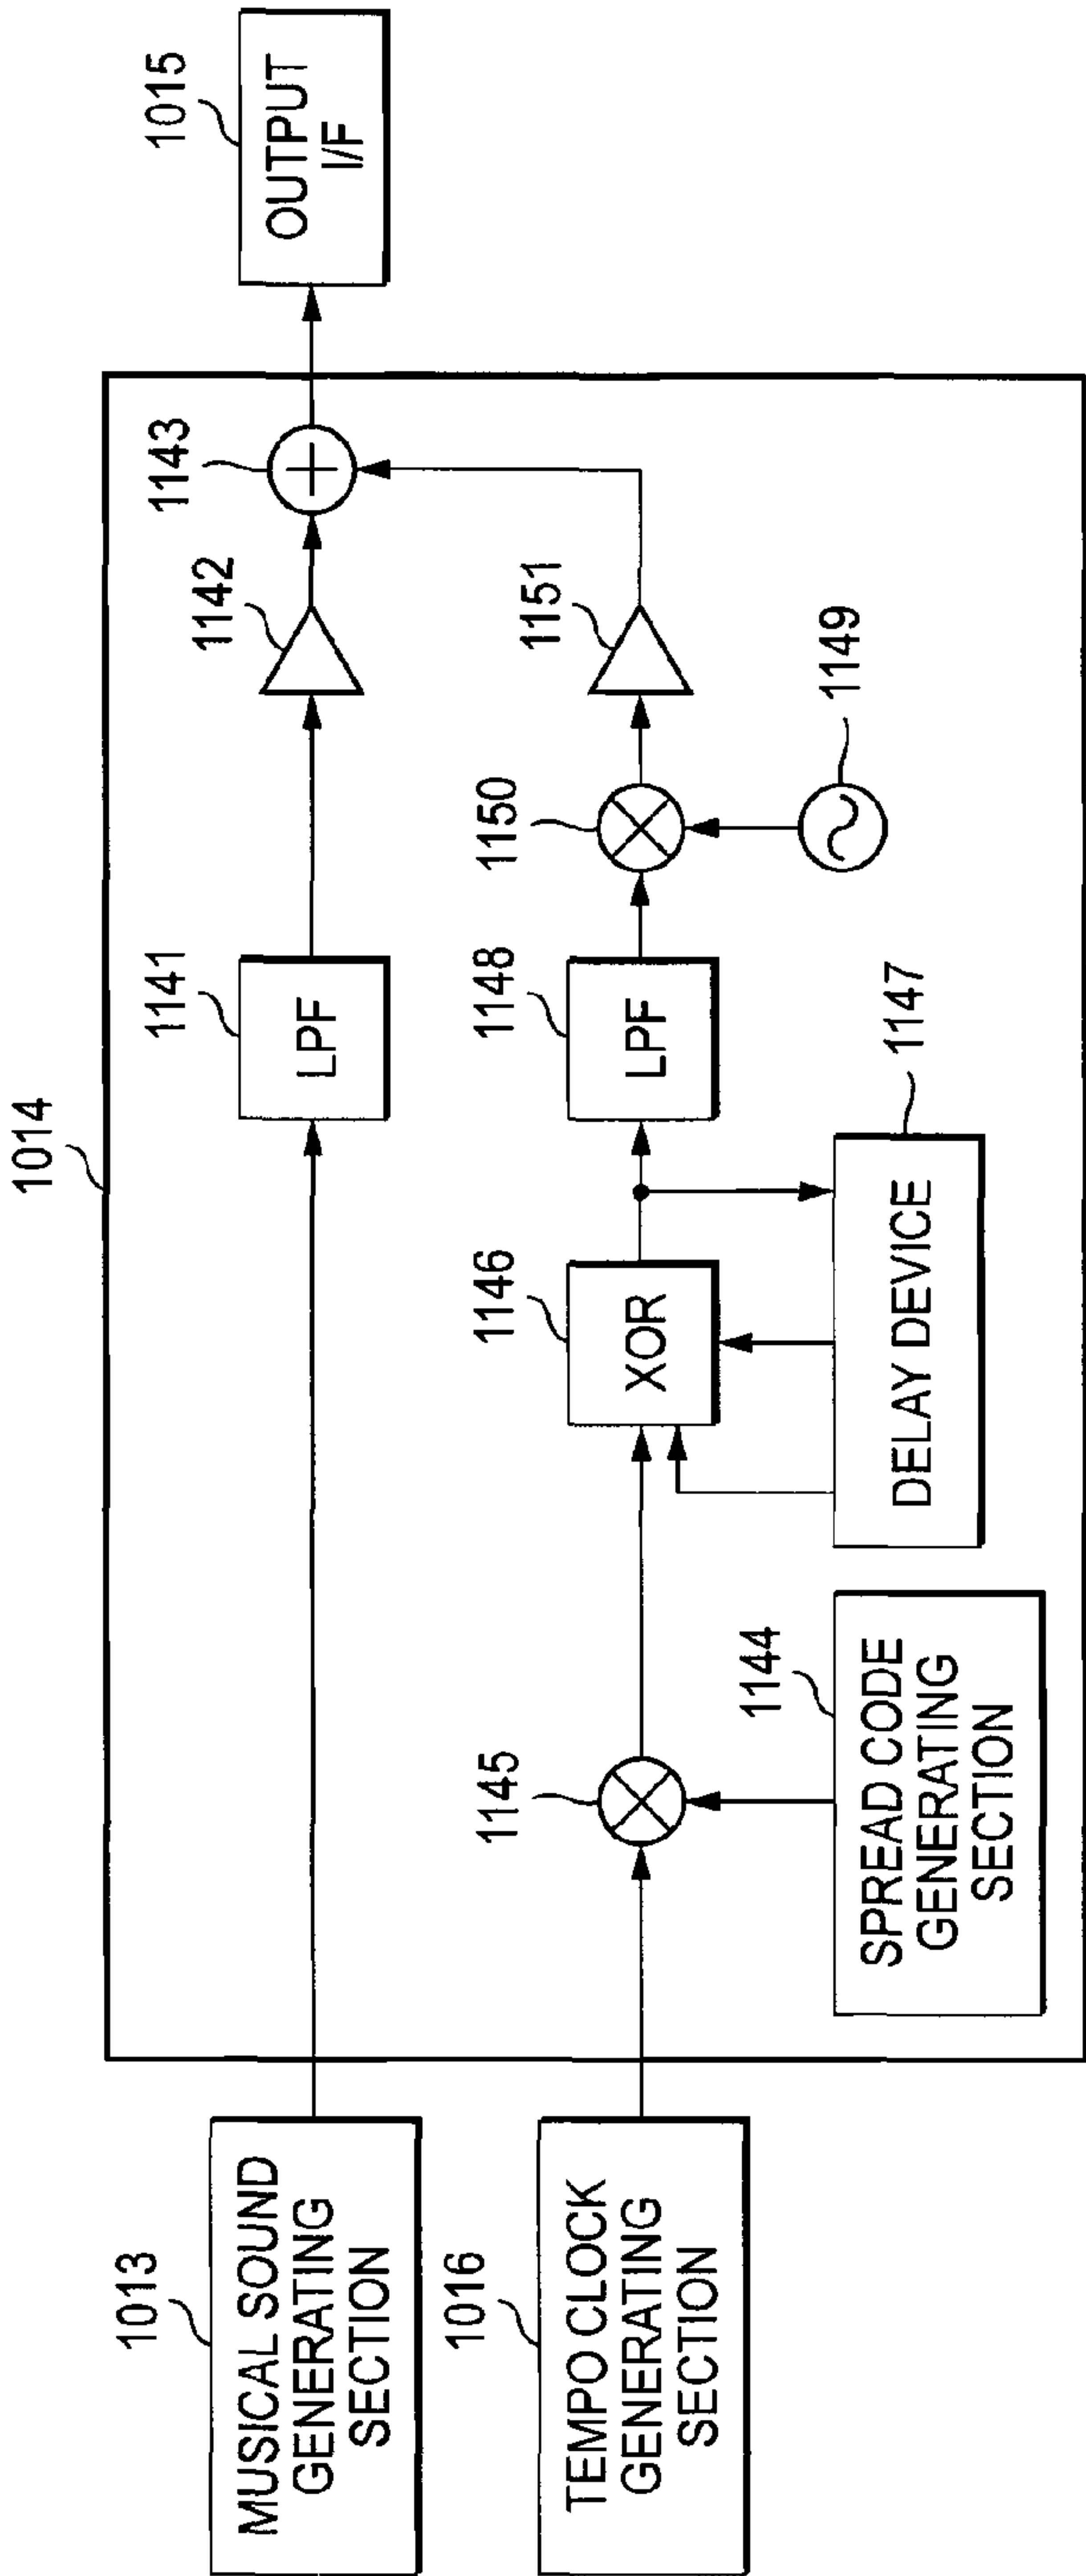 1014
1013
MUSICAL SOUND
GENERATING
SECTION
1141
LPF
1142
1143
1015
OUTPUT
I/F
1016
TEMPO CLOCK
GENERATING
SECTION
1145
1146
XOR
1148
LPF
1150
1151
1144
SPREAD CODE
GENERATING
SECTION
1147
DELAY DEVICE
1149